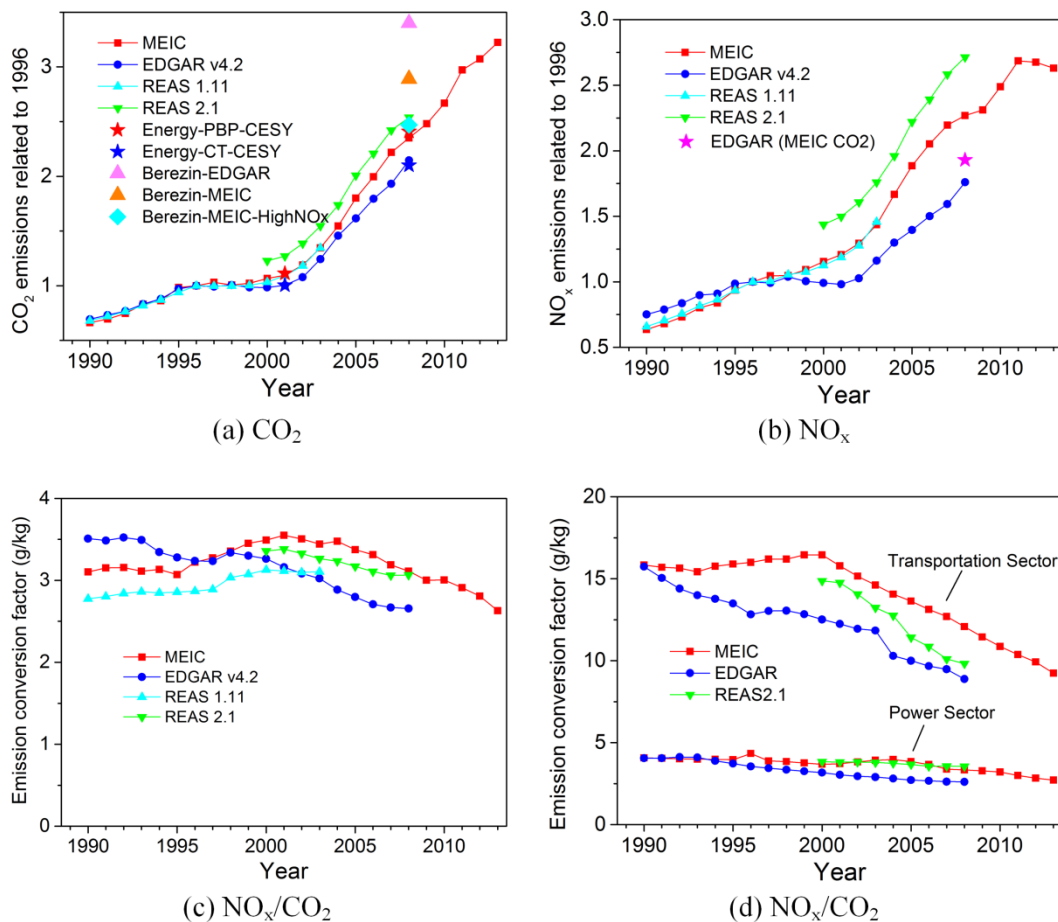 CO₂ emissions related to 1996
3
2
1
MEIC
EDGAR v4.2
REAS 1.11
REAS 2.1
Energy-PBP-CESY
Energy-CT-CESY
Berezin-EDGAR
Berezin-MEIC
Berezin-MEIC-HighNOx
1990 1995 2000 2005 2010
Year
(a) CO₂
NOₓ emissions related to 1996
3.0
2.5
2.0
1.5
1.0
0.5
MEIC
EDGAR v4.2
REAS 1.11
REAS 2.1
EDGAR (MEIC CO2)
1990 1995 2000 2005 2010
Year
(b) NOₓ
Emission conversion factor (g/kg)
4
3
2
1
0
MEIC
EDGAR v4.2
REAS 1.11
REAS 2.1
1990 1995 2000 2005 2010
Year
(c) NOₓ/CO₂
Emission conversion factor (g/kg)
20
15
10
5
0
Transportation Sector
MEIC
EDGAR
REAS2.1
Power Sector
1990 1995 2000 2005 2010
Year
(d) NOₓ/CO₂